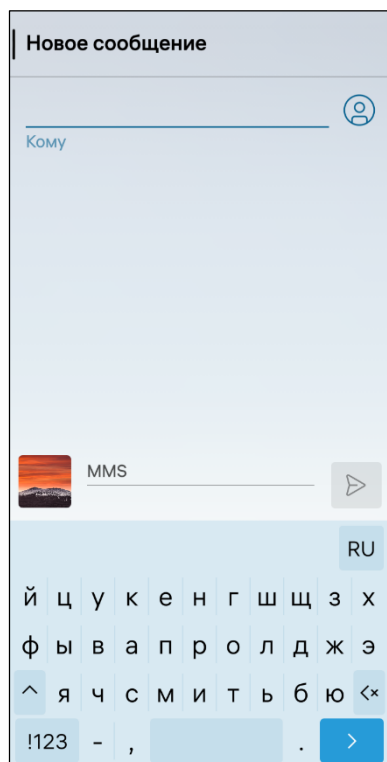 Новое сообщение
Кому
MMS
RU
й ц у к е н г ш щ з х
ф ы в а п р о л д ж э
я ч с м и т ь б ю
!123 - , .